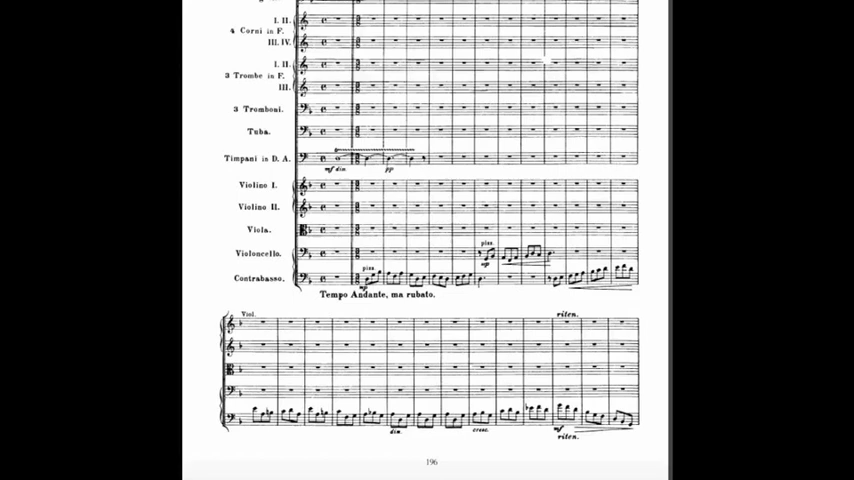 I. II.
4 Corni in F.
III. IV.
I. II.
3 Trombe in F.
III.
3 Tromboni.
Tuba.
Timpani in D. A.
mf dim pp
Violino I.
Violino II.
Viola.
pizz.
Violoncello.
mp
pizz.
Contrabasso.
mp
Tempo Andante, ma rubato.
Viol. riten.
dim. cresc. mf
riten.
196